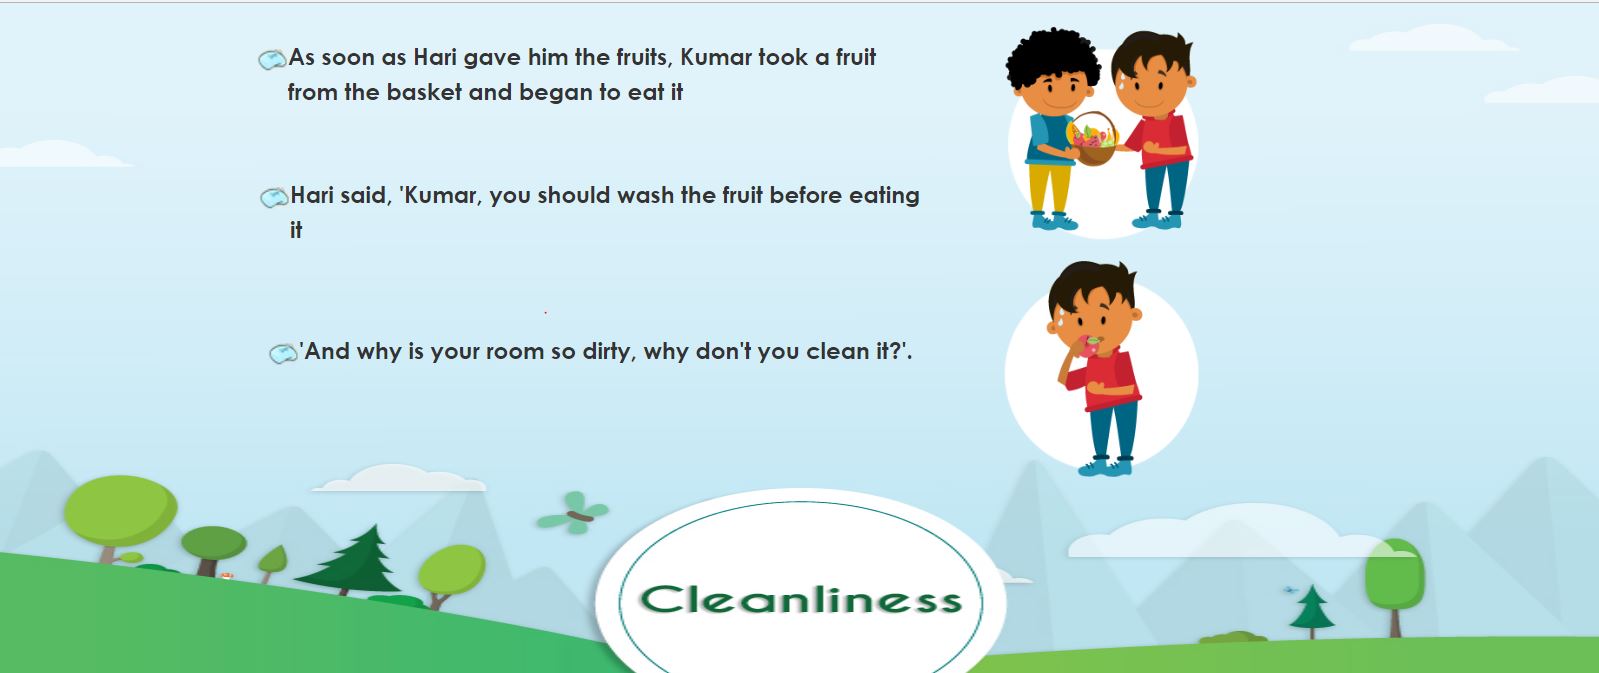 As soon as Hari gave him the fruits, Kumar took a fruit
from the basket and began to eat it
Hari said, 'Kumar, you should wash the fruit before eating
it
'And why is your room so dirty, why don't you clean it?'.
Cleanliness